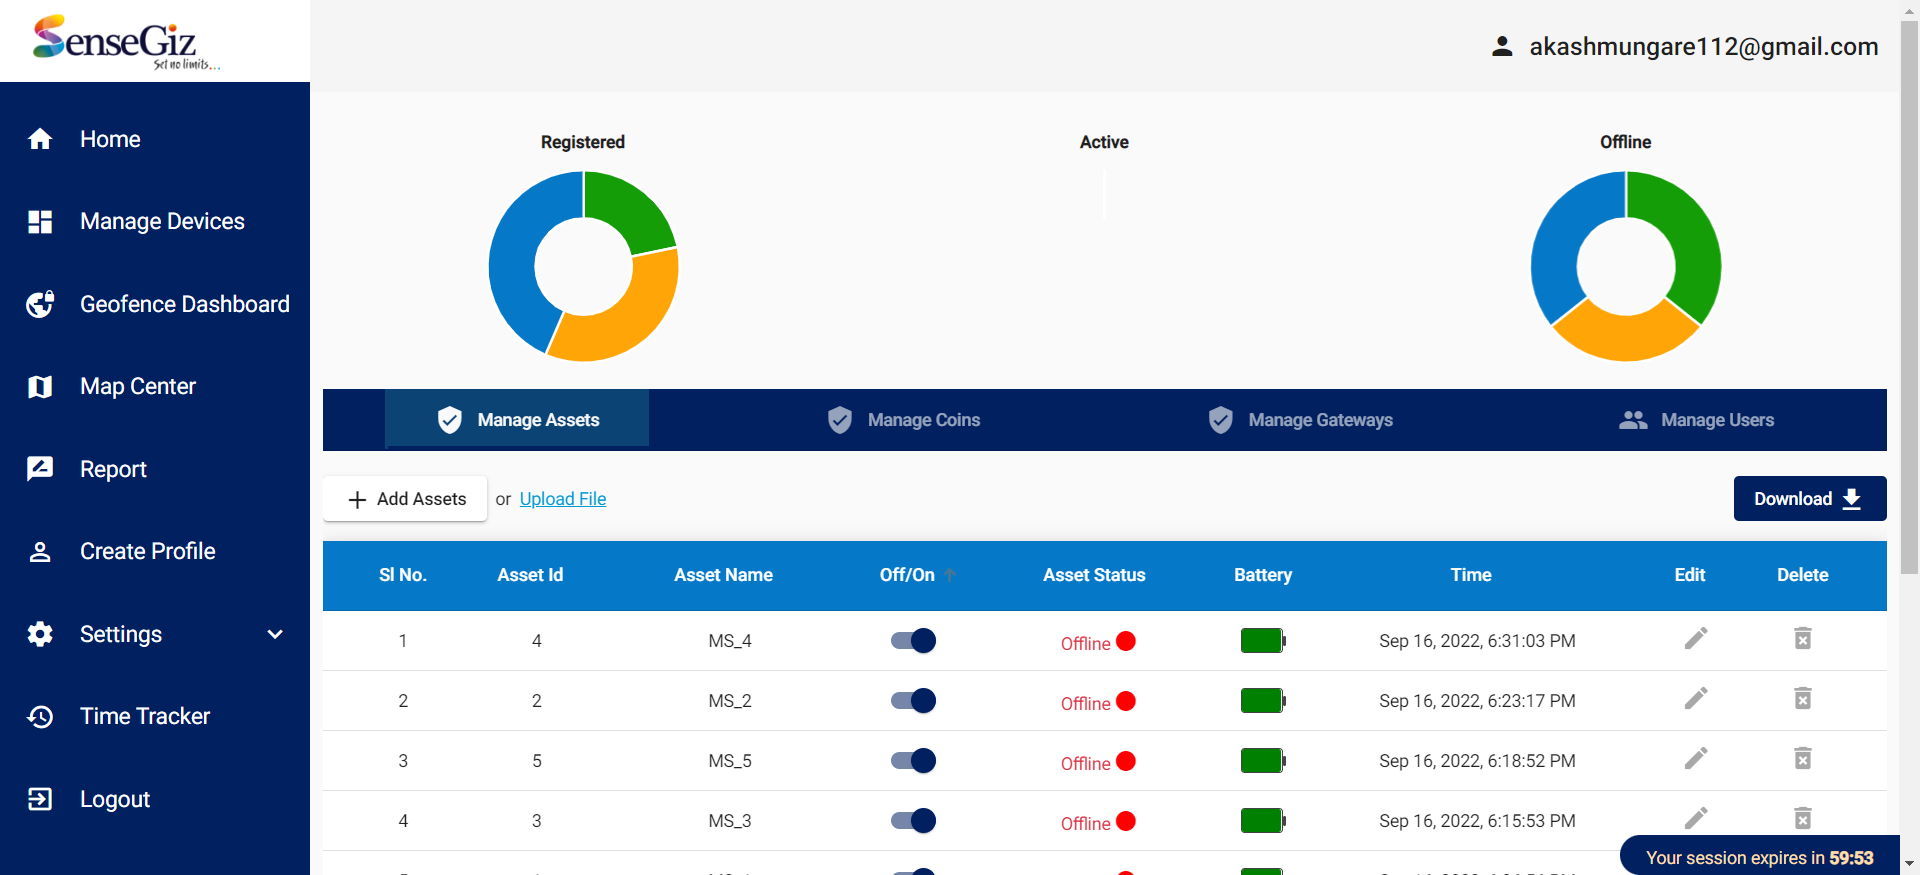 SenseGiz
Set no limits...
akashmungare112@gmail.com
Home
Manage Devices
Geofence Dashboard
Map Center
Report
Create Profile
Settings
Time Tracker
Logout
Registered
Active
Offline
Manage Assets
Manage Coins
Manage Gateways
Manage Users
Add Assets or Upload File
Download
Sl No. Asset Id Asset Name Off/On Asset Status Battery Time Edit Delete
1 4 MS_4 Offline Sep 16, 2022, 6:31:03 PM
2 2 MS_2 Offline Sep 16, 2022, 6:23:17 PM
3 5 MS_5 Offline Sep 16, 2022, 6:18:52 PM
4 3 MS_3 Offline Sep 16, 2022, 6:15:53 PM
Your session expires in 59:53